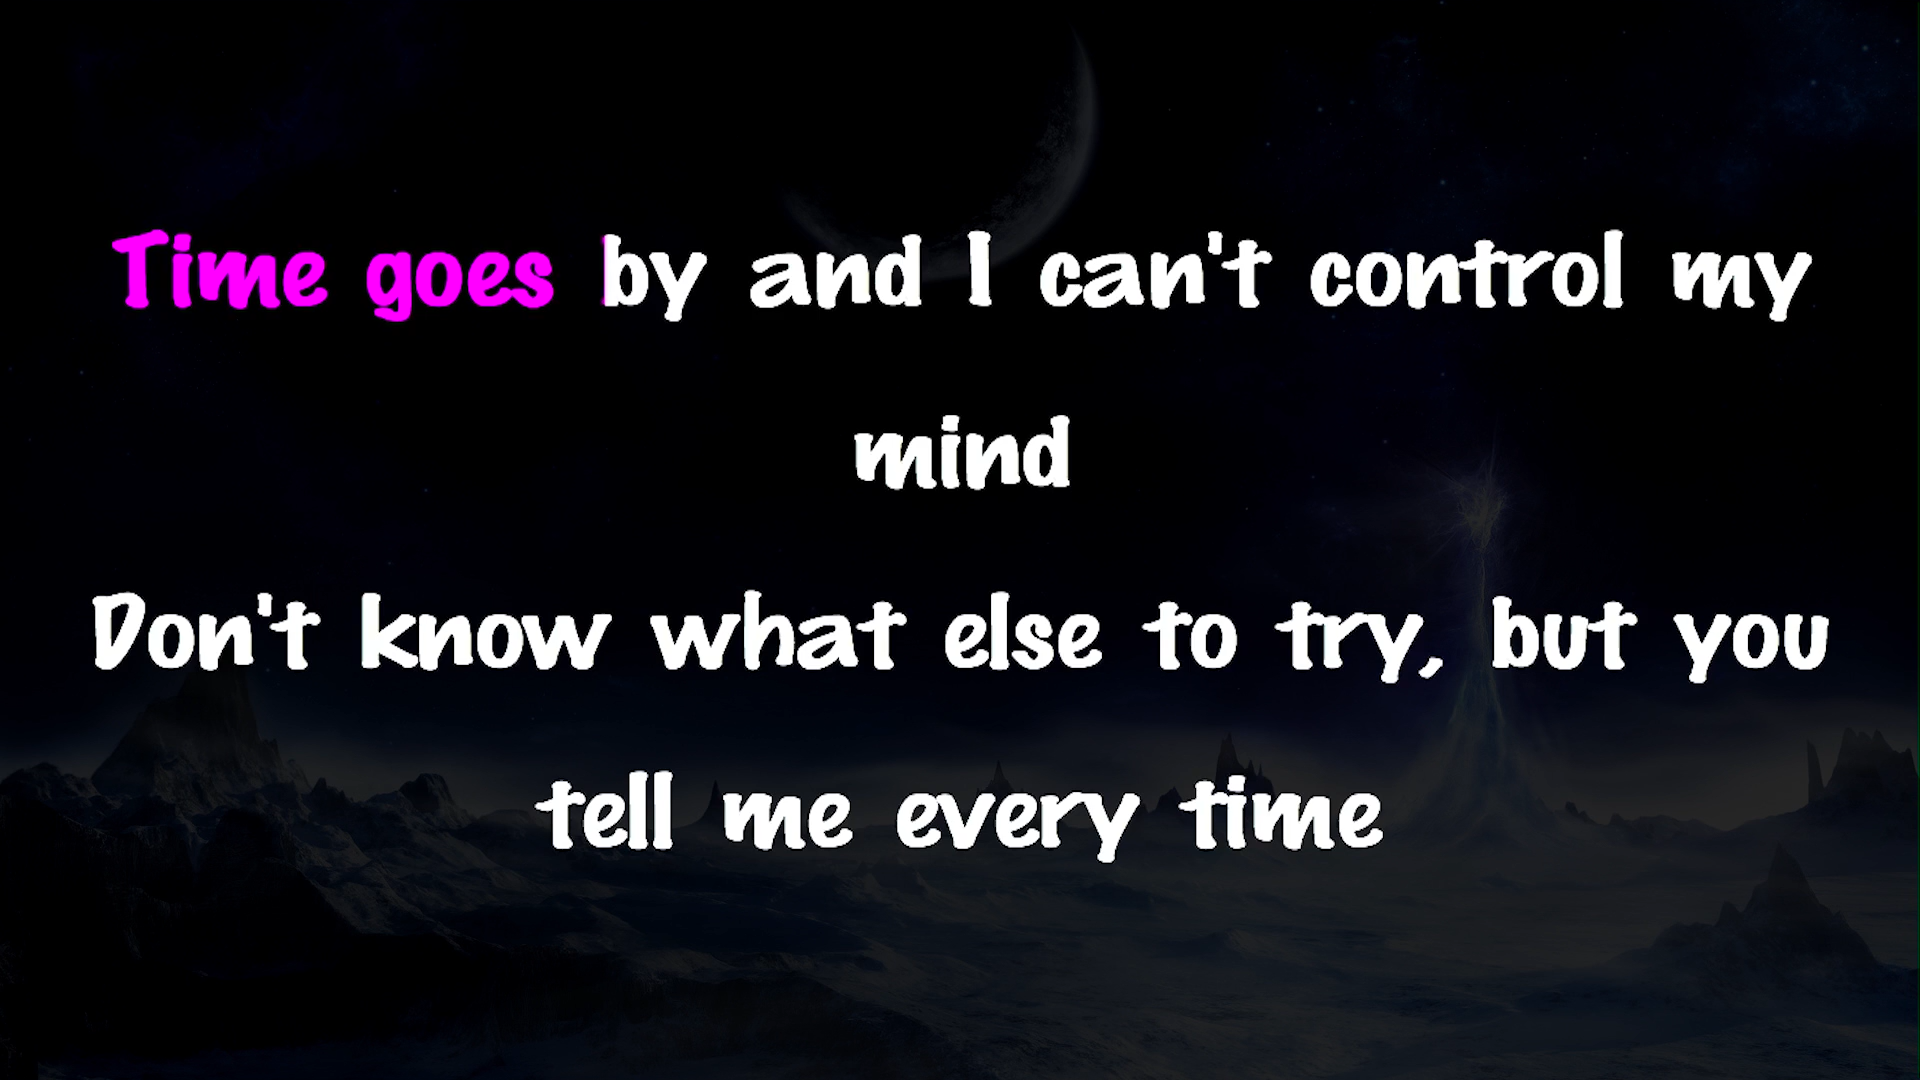 Time goes by and I can't control my
mind
Don't know what else to try, but you
tell me every time